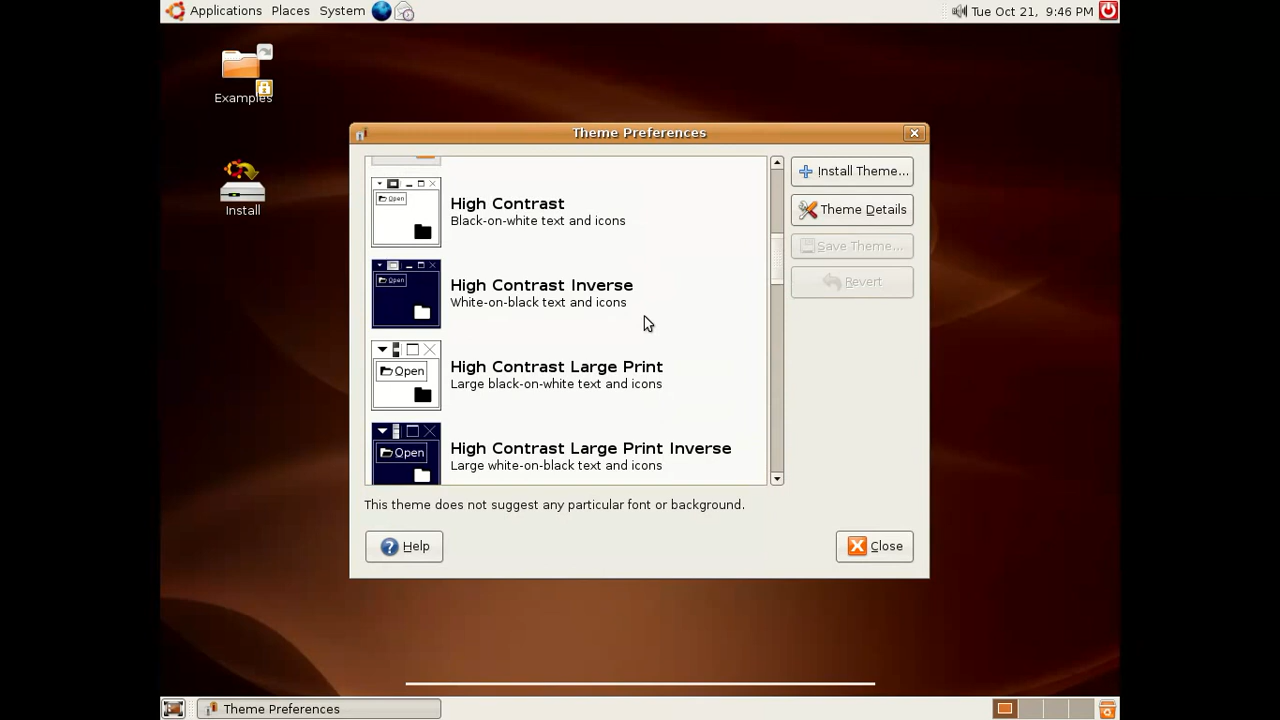 Applications Places System
Tue Oct 21, 9:46 PM
Examples
Install
Theme Preferences
Open
High Contrast
Black-on-white text and icons
Open
High Contrast Inverse
White-on-black text and icons
Open
High Contrast Large Print
Large black-on-white text and icons
Open
High Contrast Large Print Inverse
Large white-on-black text and icons
Install Theme...
Theme Details
Save Theme...
Revert
This theme does not suggest any particular font or background.
Help
Close
Theme Preferences